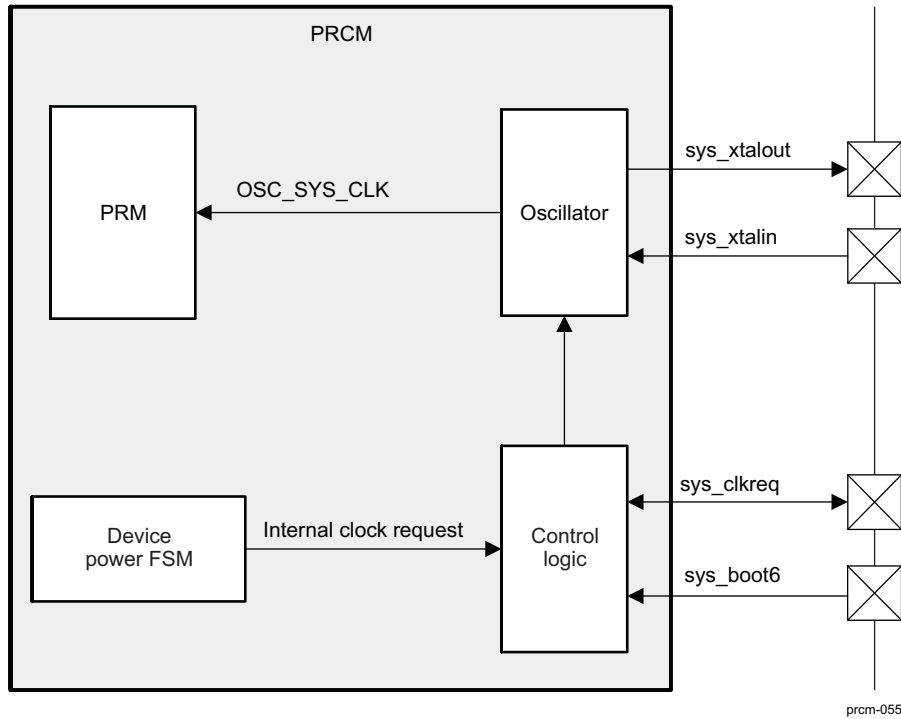 PRCM
sys_xtalout
OSC_SYS_CLK
PRM
Oscillator
sys_xtalin
sys_clkreq
Device
power FSM
Internal clock request
Control
logic
sys_boot6
prcm-055